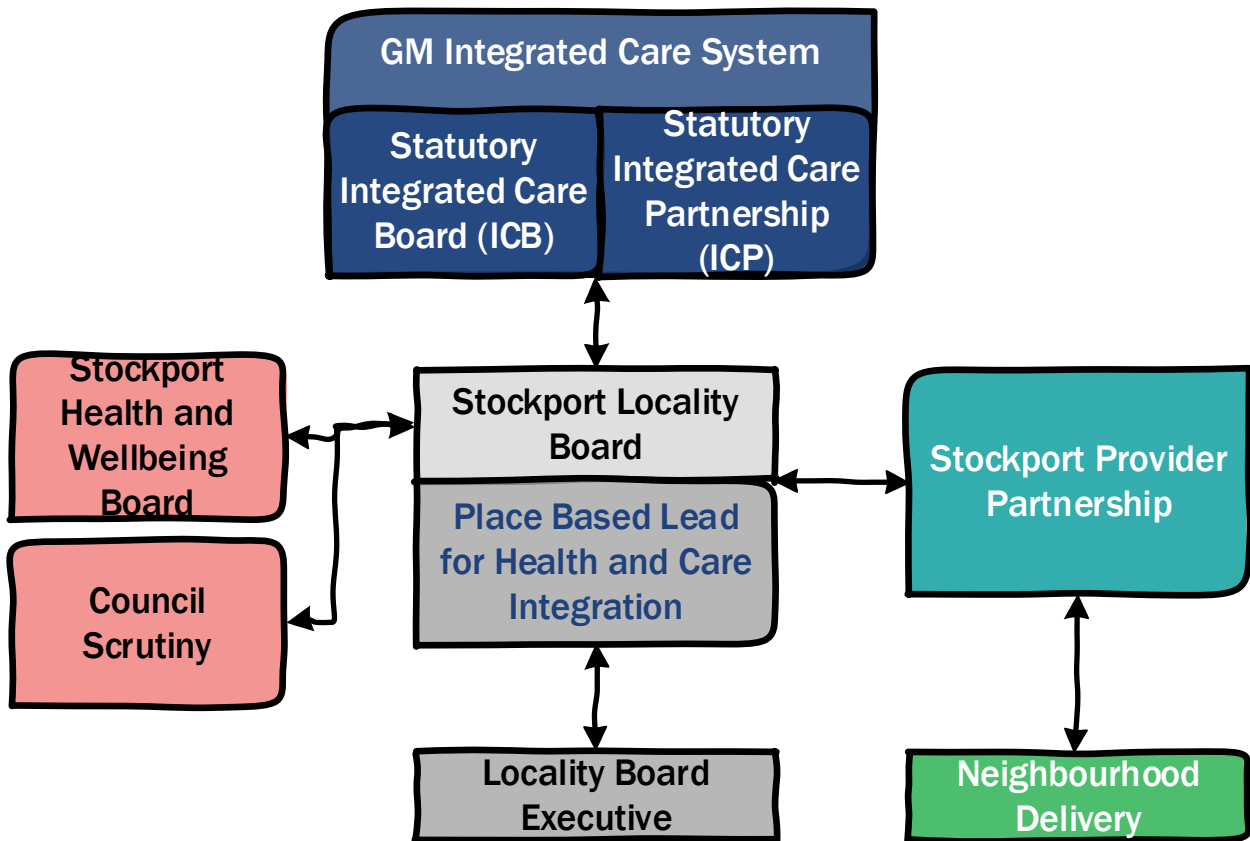 GM Integrated Care System
Statutory
Integrated Care
Board (ICB)
Statutory
Integrated Care
Partnership
(ICP)
Stockport
Health and
Wellbeing
Board
Council
Scrutiny
Stockport Locality
Board
Place Based Lead
for Health and Care
Integration
Stockport Provider
Partnership
Locality Board
Executive
Neighbourhood
Delivery